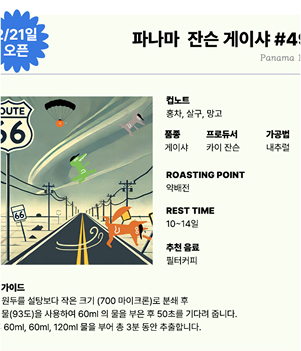 2/21일
오픈
파나마 잔슨 게이샤 #49
Panama
컵노트
홍차, 살구, 망고
품종 프로듀서 가공법
게이샤 카이 잔슨 내추럴
ROUTE
66
66
ROASTING POINT
약배전
REST TIME
10~14일
추천 음료
필터커피
가이드
원두를 설탕보다 작은 크기 (700 마이크론)로 분쇄 후
물(93도)을 사용하여 60ml 의 물을 부은 후 50초를 기다려 줍니다.
60ml, 60ml, 120ml 물을 부어 총 3분 동안 추출합니다.